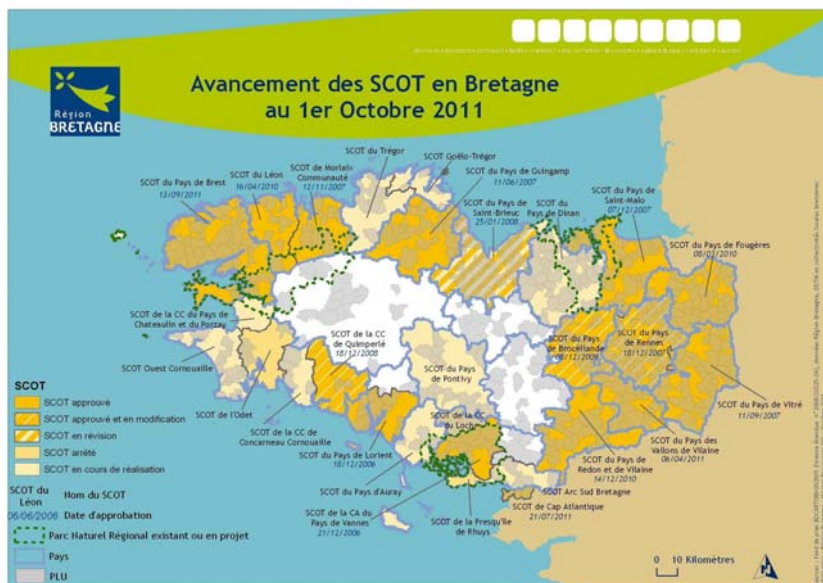 Avancement des SCOT en Bretagne
au 1er Octobre 2011
Région
BRETAGNE
SCOT du Trégor
SCOT Goëlo-Trégor
SCOT du Pays de Brest
13/09/2011
SCOT du Léon
16/04/2010
SCOT de Morlaix
Communauté
12/11/2007
SCOT du Pays de Guingamp
11/06/2007
SCOT du Pays de
Saint-Brieuc
25/01/2008
SCOT du
Pays de Dinan
SCOT du Pays de
Saint-Malo
07/12/2007
SCOT du Pays de Fougères
SCOT de la CC du Pays de
Chateaulin et du Porzay
SCOT Ouest Cornouaille
SCOT de la CC
de Quimperlé
18/12/2008
SCOT du Pays
de Pontivy
SCOT du Pays
de Brocéliande
SCOT du Pays
de Rennes
18/12/2007
SCOT du Pays de Vitré
11/09/2007
SCOT de l'Odet
SCOT de la CC de
Concarneau Cornouaille
SCOT de la CC
du Loch
SCOT du Pays de Lorient
18/12/2006
SCOT du Pays des
Vallons de Vilaine
06/04/2011
SCOT du Pays de
Redon et de Vilaine
14/12/2010
SCOT du Pays d'Auray
SCOT Arc Sud Bretagne
SCOT de Cap Atlantique
21/07/2011
SCOT de la CA du
Pays de Vannes
21/12/2006
SCOT de la Presqu'ile de
Rhuys
SCOT
SCOT approuvé
SCOT approuvé et en modification
SCOT en révision
SCOT arrêté
SCOT en cours de réalisation
SCOT du
Léon
Nom du SCOT
06/06/2006 Date d'approbation
Parc Naturel Régional existant ou en projet
Pays
PLU
0 10 Kilomètres
N